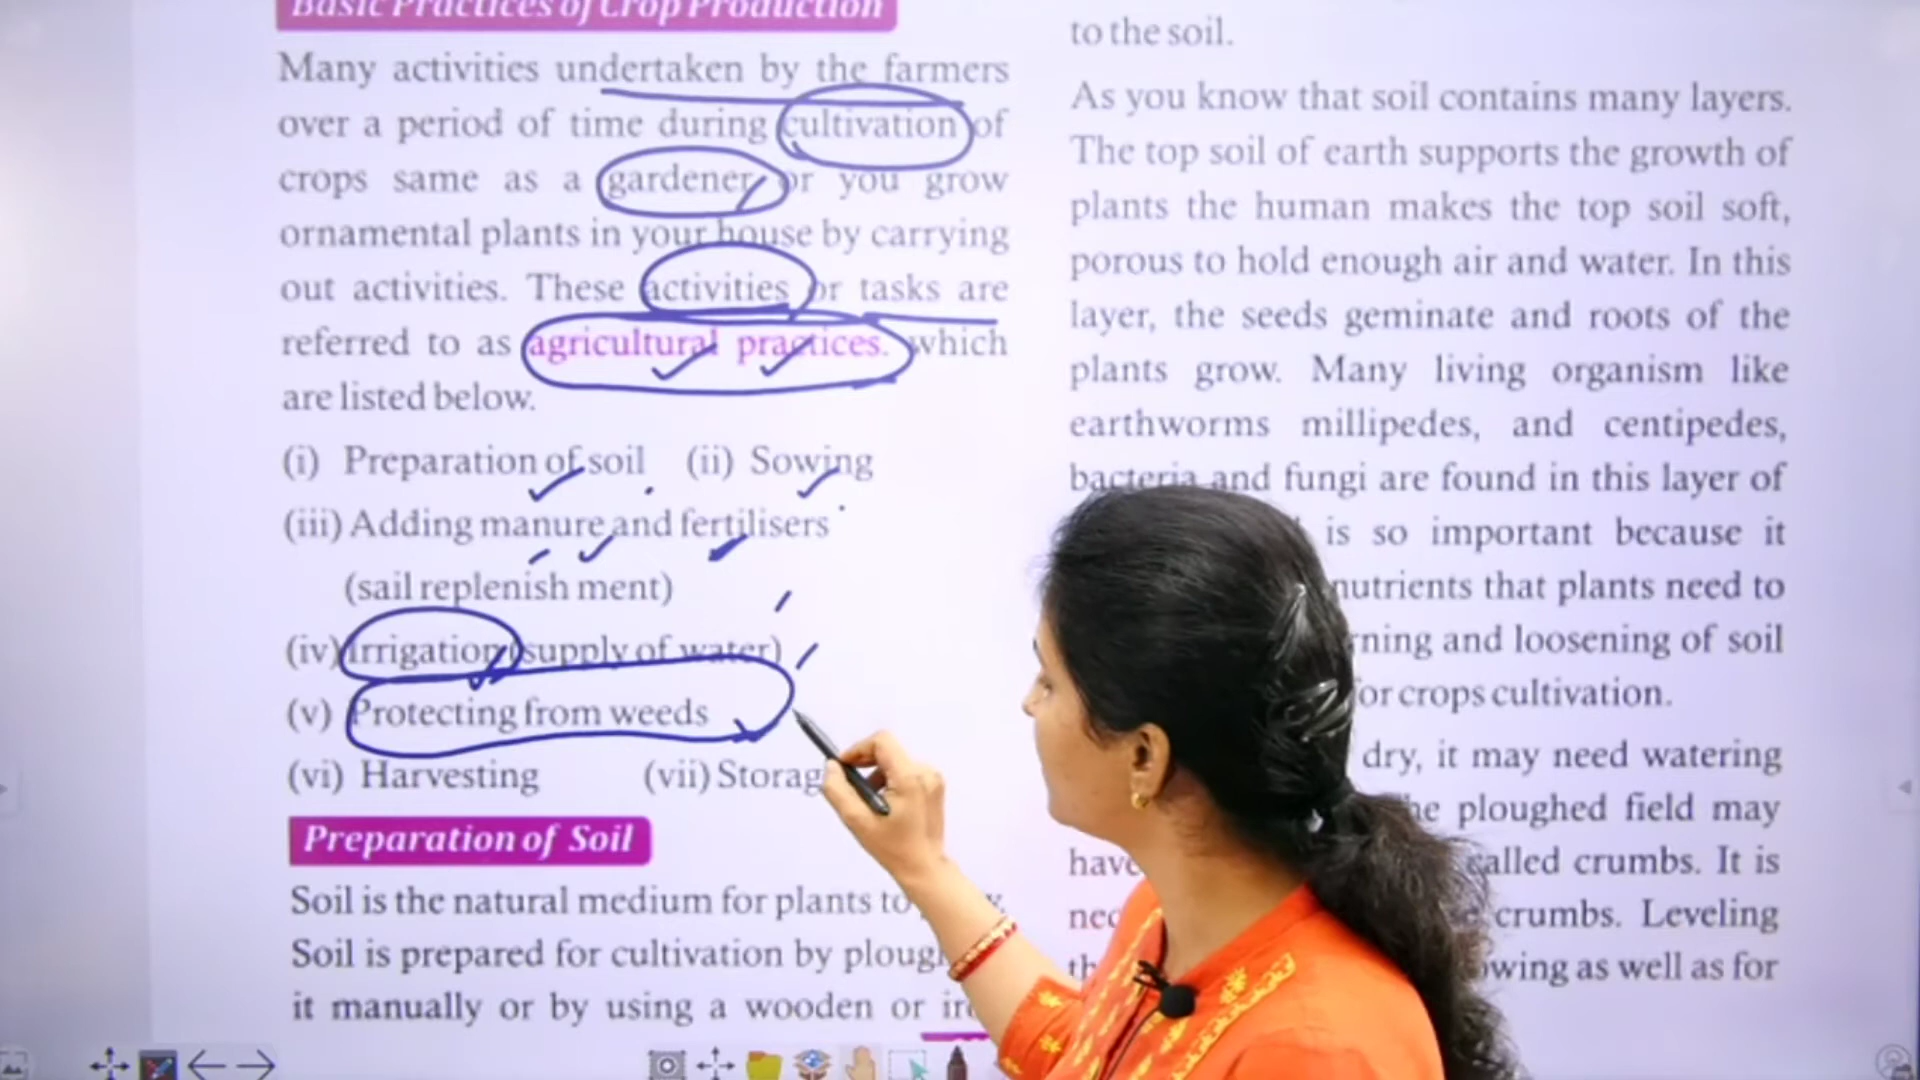 Basic Practices of Crop Production
Many activities undertaken by the farmers
over a period of time during cultivation of
crops same as a gardener or you grow
ornamental plants in your house by carrying
out activities. These activities or tasks are
referred to as agricultural practices. which
are listed below.
(i) Preparation of soil (ii) Sowing
(iii) Adding manure and fertilisers
(sail replenish ment)
(iv) Irrigation (supply of water)
(v) Protecting from weeds
(vi) Harvesting (vii) Storag
Preparation of Soil
Soil is the natural medium for plants to
Soil is prepared for cultivation by plough
it manually or by using a wooden or
to the soil.
As you know that soil contains many layers.
The top soil of earth supports the growth of
plants the human makes the top soil soft,
porous to hold enough air and water. In this
layer, the seeds geminate and roots of the
plants grow. Many living organism like
earthworms millipedes, and centipedes,
bacteria and fungi are found in this layer of
is so important because it
nutrients that plants need to
ning and loosening of soil
or crops cultivation.
dry, it may need watering
he ploughed field may
have called crumbs. It is
crumbs. Leveling
owing as well as for